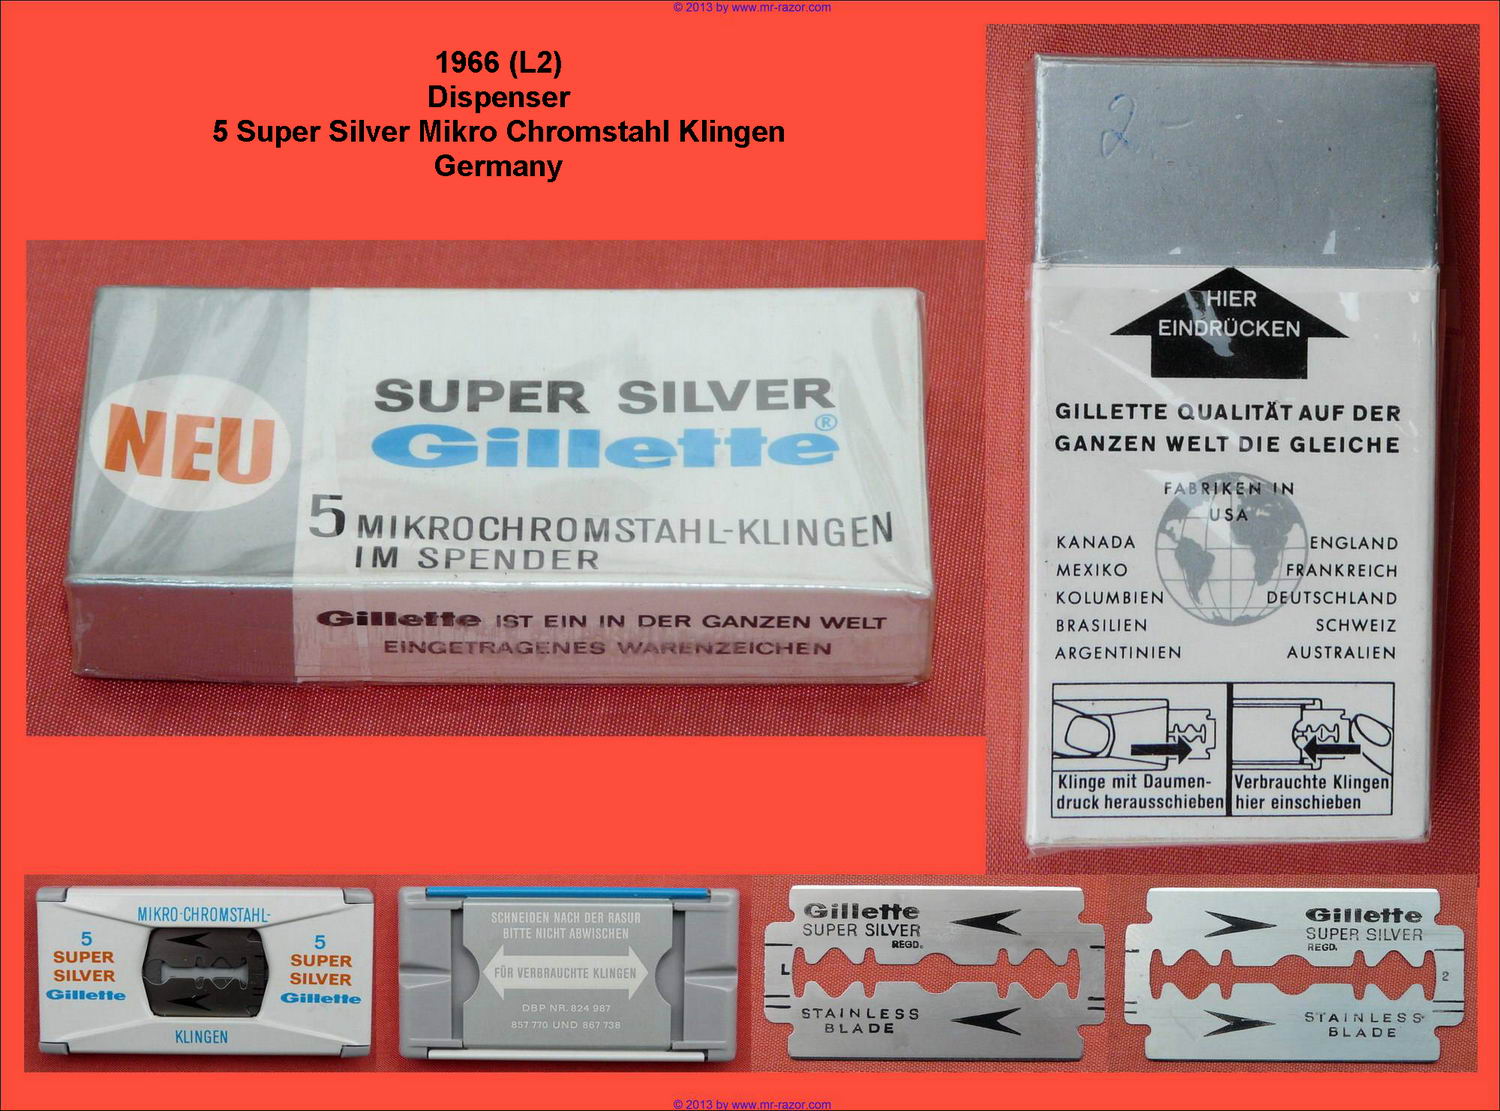 © 2013 by www.mr-razor.com
1966 (L2)
Dispenser
5 Super Silver Mikro Chromstahl Klingen
Germany
NEU
SUPER SILVER
Gillette®
5 MIKROCHROMSTAHL-KLINGEN
IM SPENDER
Gillette IST EIN IN DER GANZEN WELT
EINGETRAGENES WARENZEICHEN
2.-
HIER
EINDRÜCKEN
GILLETTE QUALITÄT AUF DER
GANZEN WELT DIE GLEICHE
FABRIKEN IN
USA
KANADA
MEXIKO
KOLUMBIEN
BRASILIEN
ARGENTINIEN
ENGLAND
FRANKREICH
DEUTSCHLAND
SCHWEIZ
AUSTRALIEN
Klinge mit Daumen-
druck herausschieben
Verbrauchte Klingen
hier einschieben
MIKRO-CHROMSTAHL-
5
SUPER
SILVER
Gillette
5
SUPER
SILVER
Gillette
KLINGEN
SCHNEIDEN NACH DER RASUR
BITTE NICHT ABWISCHEN
FÜR VERBRAUCHTE KLINGEN
DBP NR. 824 987
857 770 UND 867 738
Gillette
SUPER SILVER
REGD.
L
STAINLESS
BLADE
Gillette
SUPER SILVER
REGD.
2
STAINLESS
BLADE
© 2013 by www.mr-razor.com